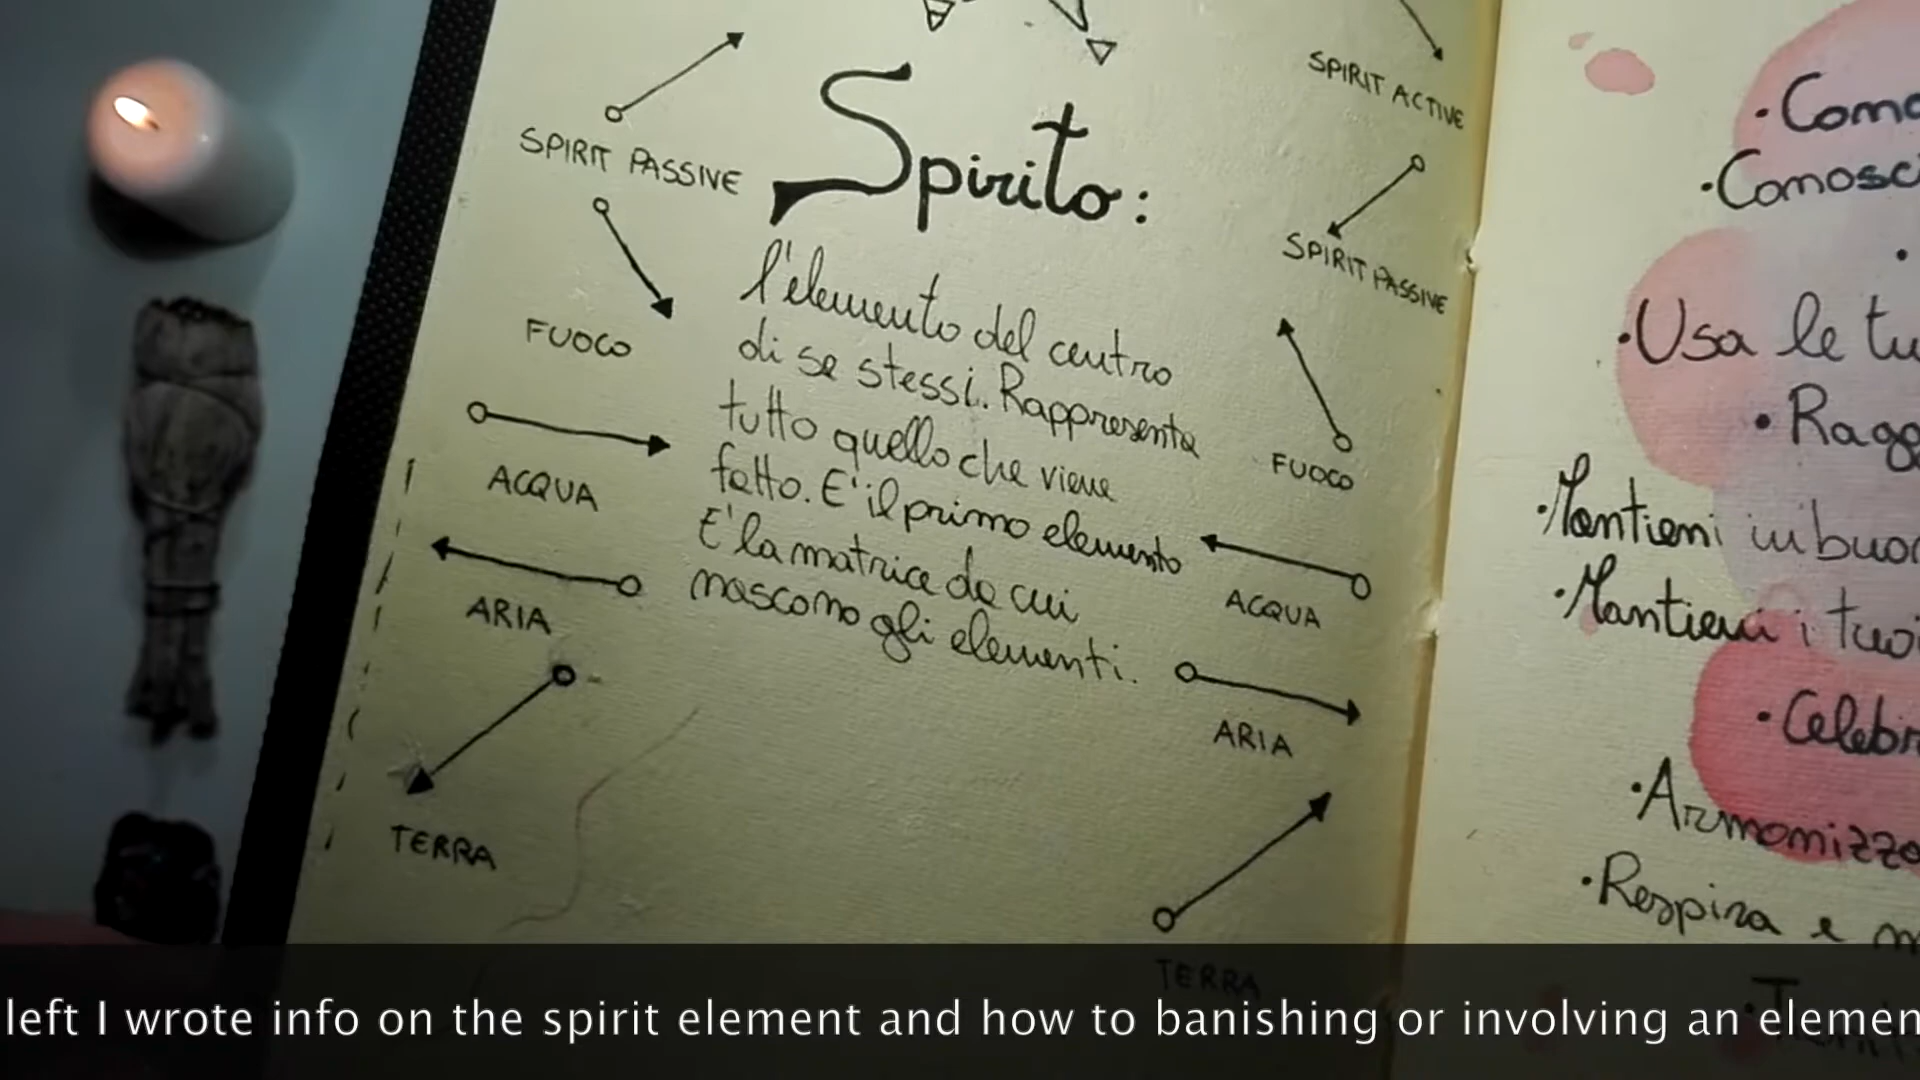 SPIRIT PASSIVE
FUOCO
ACQUA
ARIA
TERRA
Spirito:
l'elemento del centro
di se stessi. Rappresenta
tutto quello che viene
fatto. E' il primo elemento
E' la matrice da cui
nascono gli elementi.
SPIRIT ACTIVE
SPIRIT PASSIVE
FUOCO
ACQUA
ARIA
TERRA
•Usa le tu
•Mantieni in buo
•Mantieni i tuoi
•Celebr
•Armonizza
•Respira e m
left I wrote info on the spirit element and how to banishing or involving an elemen